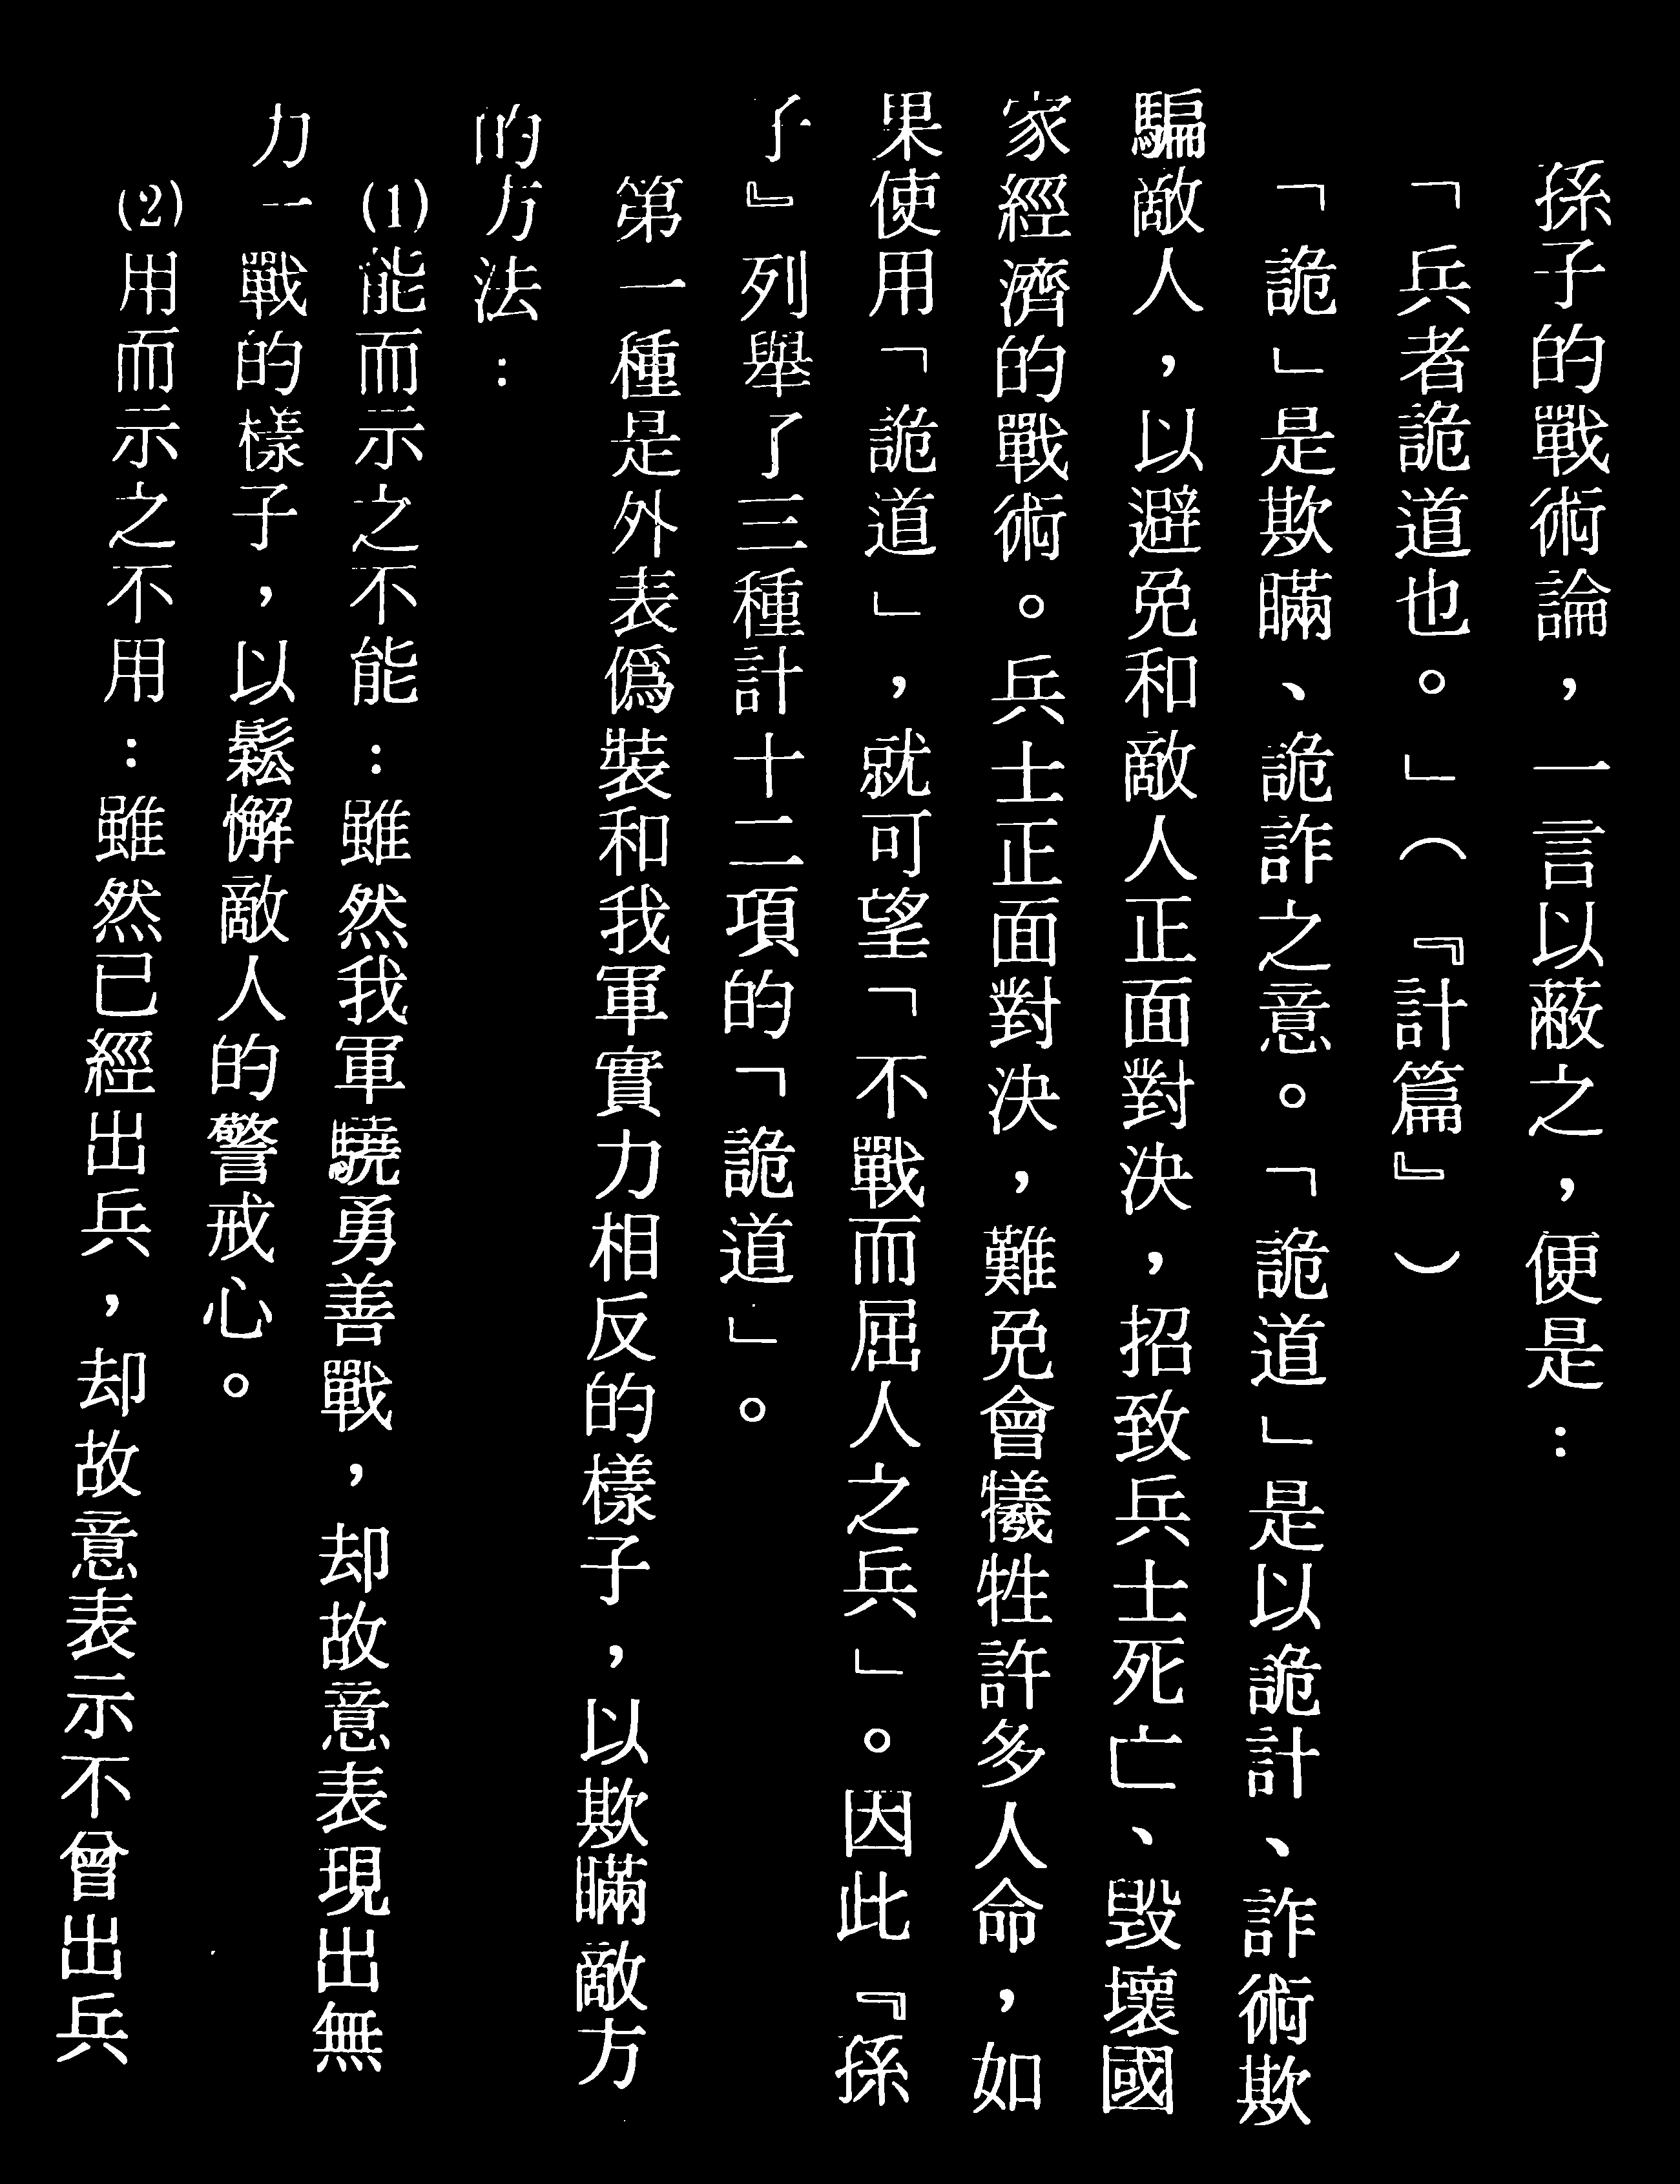 孫子的戰術論，一言以蔽之，便是：
「兵者詭道也。」（『計篇』）
「詭」是欺瞞、詭詐之意。「詭道」是以詭計、詐術欺
騙敵人，以避免和敵人正面對決，招致兵士死亡、毀壞國
家經濟的戰術。兵士正面對決，難免會犧牲許多人命，如
果使用「詭道」，就可望「不戰而屈人之兵」。因此『孫
子』列舉了三種計十二項的「詭道」。
第一種是外表偽裝和我軍實力相反的樣子，以欺瞞敵方
的方法：
(1)能而示之不能：雖然我軍驍勇善戰，却故意表現出無
力一戰的樣子，以鬆懈敵人的警戒心。
(2)用而示之不用：雖然已經出兵，却故意表示不曾出兵